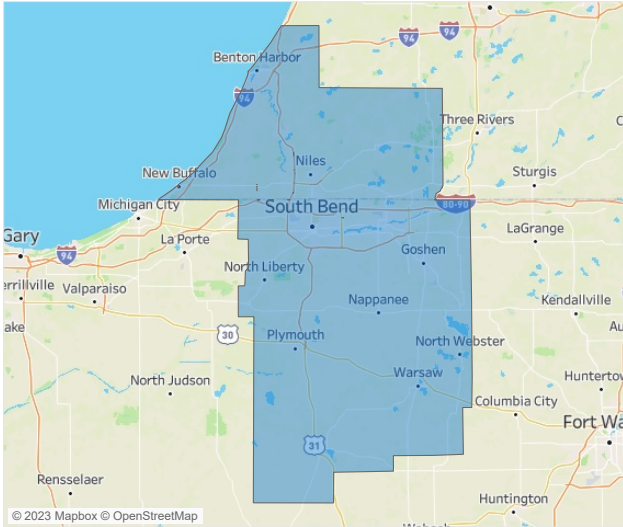 94
94
Benton Harbor
94
Three Rivers
Niles
Sturgis
New Buffalo
Michigan City
South Bend
80-90
Gary
94
La Porte
LaGrange
Goshen
North Liberty
errillville
Valparaiso
Nappanee
Kendallville
ake
30
Plymouth
North Webster
Au
North Judson
Warsaw
Huntertow
Columbia City
Fort Wa
31
Rensselaer
Huntington
Wabash
© 2023 Mapbox © OpenStreetMap